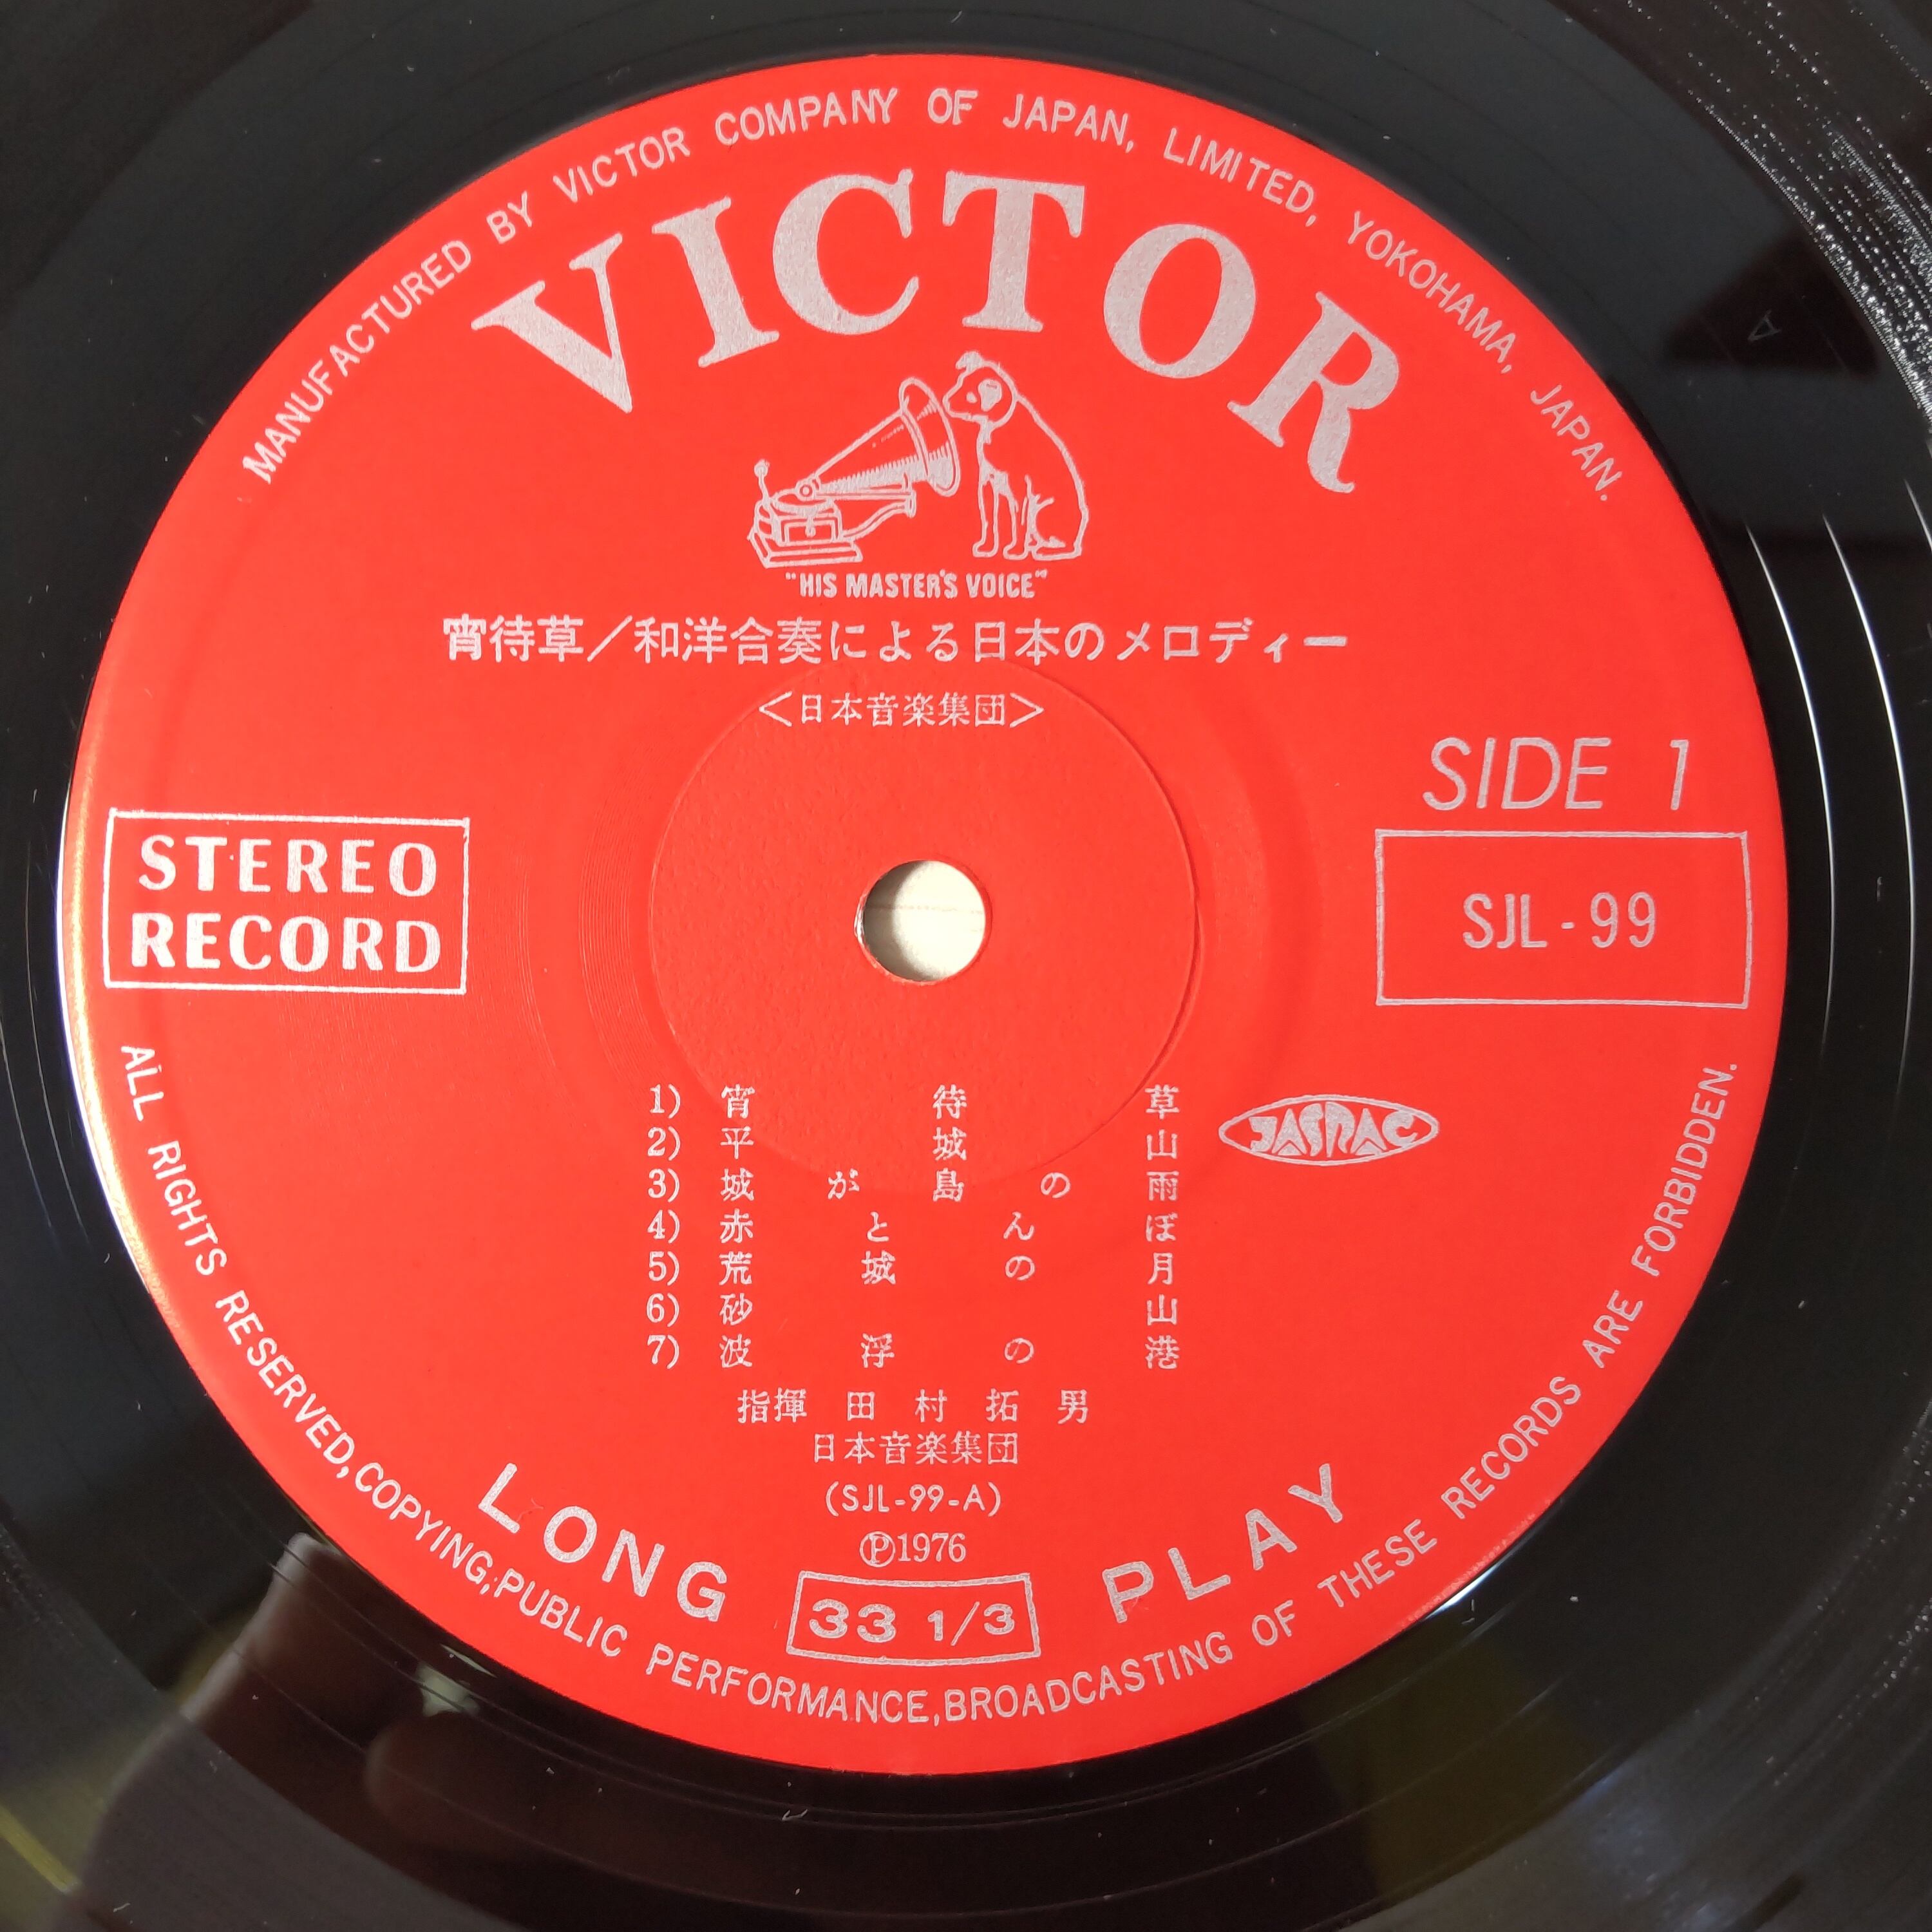 MANUFACTURED BY VICTOR COMPANY OF JAPAN, LIMITED, YOKOHAMA, JAPAN.
VICTOR
"HIS MASTER'S VOICE"
宵待草／和洋合奏による日本のメロディー
＜日本音楽集団＞
SIDE 1
STEREO
RECORD
SJL-99
1) 宵待草
2) 平城山
3) 城が島の雨
4) 赤とんぼ
5) 荒城の月
6) 砂山
7) 波浮の港
JASRAC
指揮 田村拓男
日本音楽集団
(SJL-99-A)
Ⓟ1976
LONG PLAY
33 1/3
ALL RIGHTS RESERVED, COPYING, PUBLIC PERFORMANCE, BROADCASTING OF THESE RECORDS ARE FORBIDDEN.
A